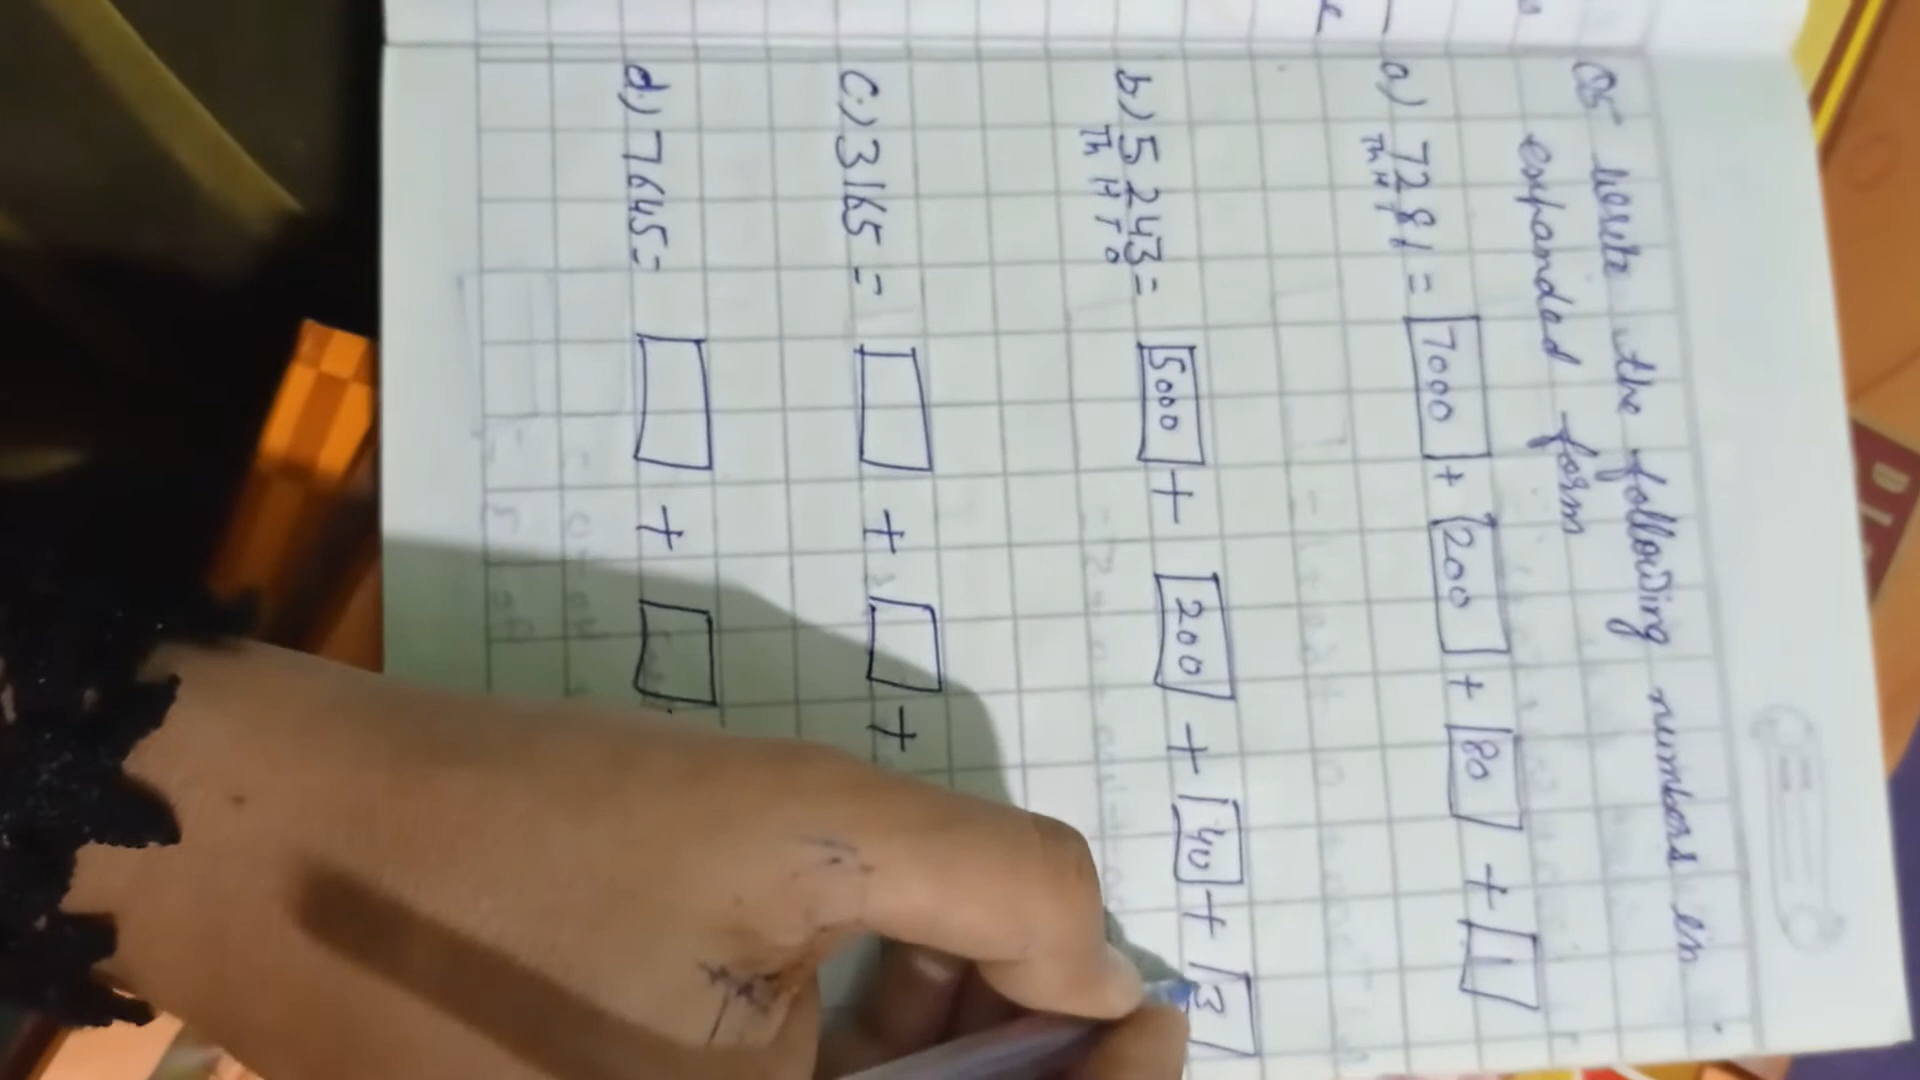 Q5 write the following numbers in
expanded form
a) 7281 = 7000 + 200 + 80 + 1
Th H T
b) 5243 = 5000 + 200 + 40 + 3
Th H T O
c.) 3165 = + +
d.) 7645 = +